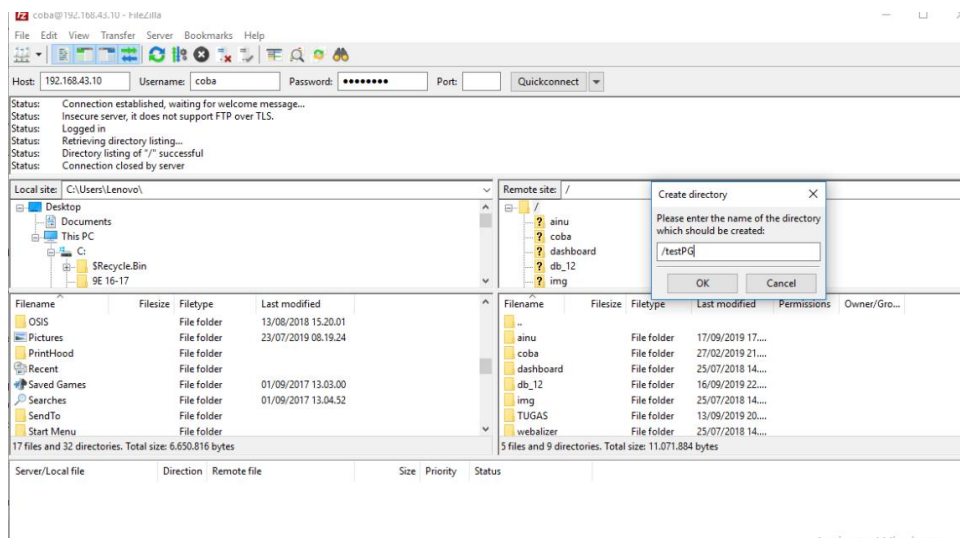 coba@192.168.43.10 - FileZilla
File Edit View Transfer Server Bookmarks Help
Host: 192.168.43.10 Username: coba Password: ●●●●●●●● Port: Quickconnect
Status: Connection established, waiting for welcome message...
Status: Insecure server, it does not support FTP over TLS.
Status: Logged in
Status: Retrieving directory listing...
Status: Directory listing of "/" successful
Status: Connection closed by server
Local site: C:\Users\Lenovo\
Desktop
Documents
This PC
C:
$Recycle.Bin
9E 16-17
Remote site: /
/
ainu
coba
dashboard
db_12
img
Create directory
Please enter the name of the directory
which should be created:
/testPG
OK Cancel
Filename Filesize Filetype Last modified
OSIS File folder 13/08/2018 15.20.01
Pictures File folder 23/07/2019 08.19.24
PrintHood File folder
Recent File folder
Saved Games File folder 01/09/2017 13.03.00
Searches File folder 01/09/2017 13.04.52
SendTo File folder
Start Menu File folder
17 files and 32 directories. Total size: 6.650.816 bytes
Filename Filesize Filetype Last modified Permissions Owner/Gro...
..
ainu File folder 17/09/2019 17....
coba File folder 27/02/2019 21....
dashboard File folder 25/07/2018 14....
db_12 File folder 16/09/2019 22....
img File folder 25/07/2018 14....
TUGAS File folder 13/09/2019 20....
webalizer File folder 25/07/2018 14....
5 files and 9 directories. Total size: 11.071.884 bytes
Server/Local file Direction Remote file Size Priority Status